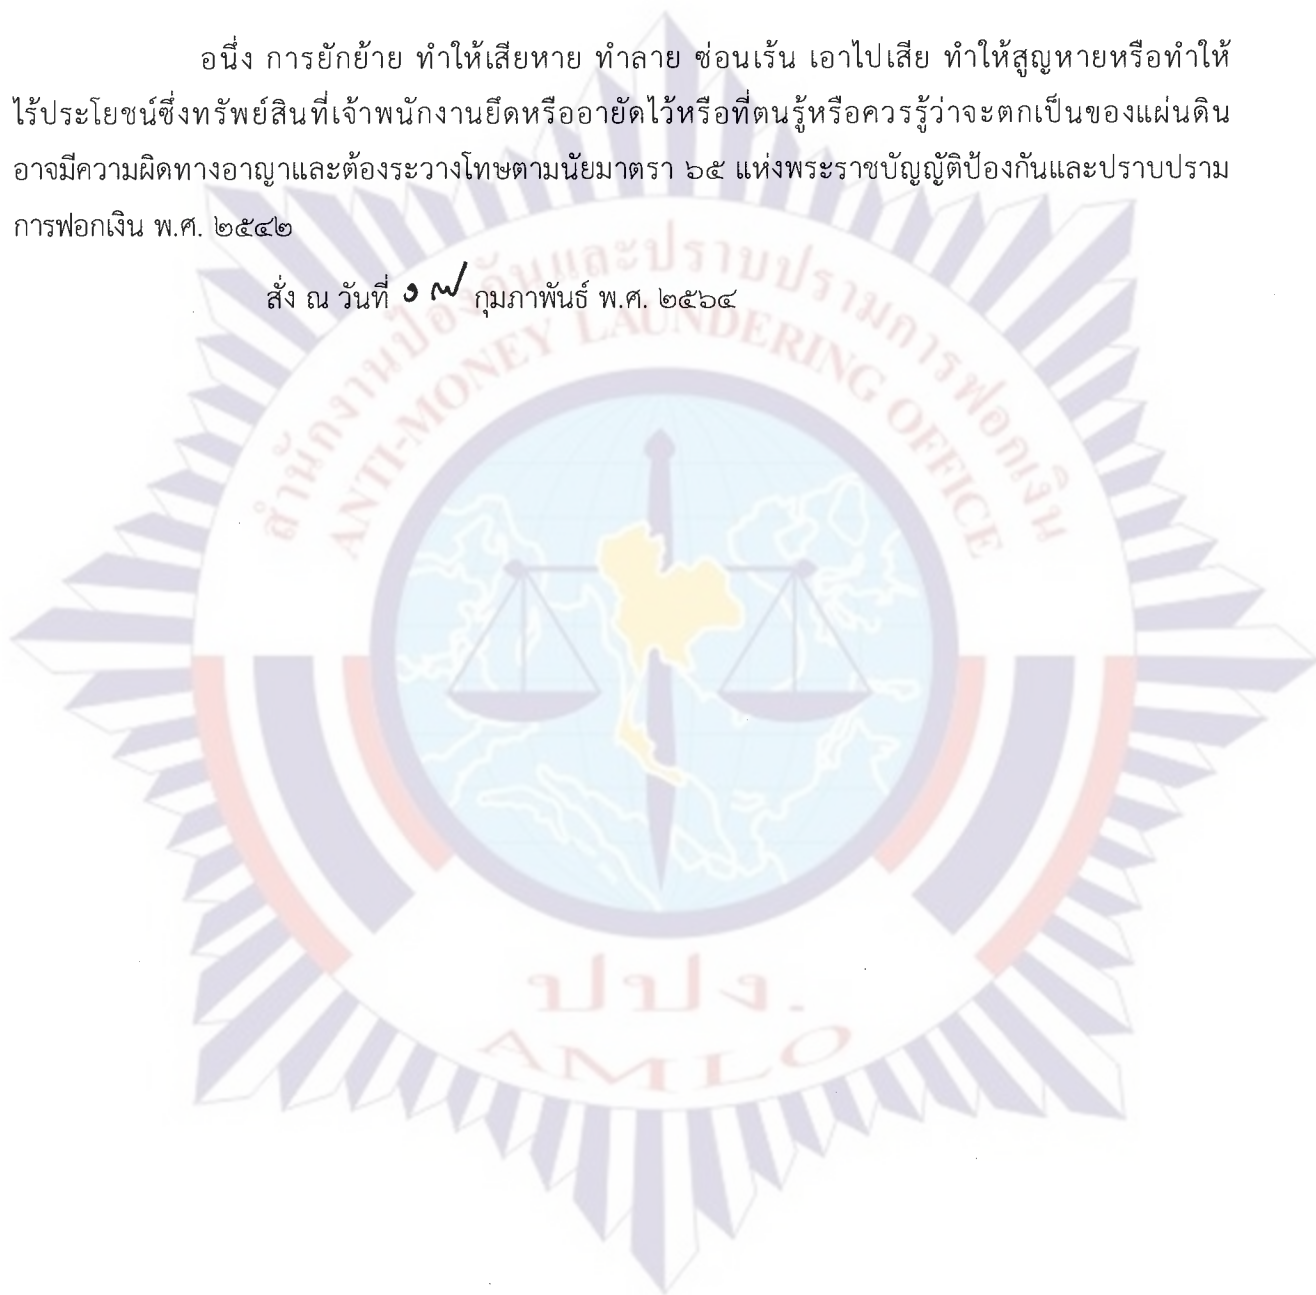 อนึ่ง การยักย้าย ทำให้เสียหาย ทำลาย ซ่อนเร้น เอาไปเสีย ทำให้สูญหายหรือทำให้
ไร้ประโยชน์ซึ่งทรัพย์สินที่เจ้าพนักงานยึดหรืออายัดไว้หรือที่ตนรู้หรือควรรู้ว่าจะตกเป็นของแผ่นดิน
อาจมีความผิดทางอาญาและต้องระวางโทษตามนัยมาตรา ๖๕ แห่งพระราชบัญญัติป้องกันและปราบปราม
การฟอกเงิน พ.ศ. ๒๕๔๒
สั่ง ณ วันที่ ๑๗ กุมภาพันธ์ พ.ศ. ๒๕๖๔
สำนักงานป้องกันและปราบปรามการฟอกเงิน
ANTI-MONEY LAUNDERING OFFICE
ปปง.
AMLO